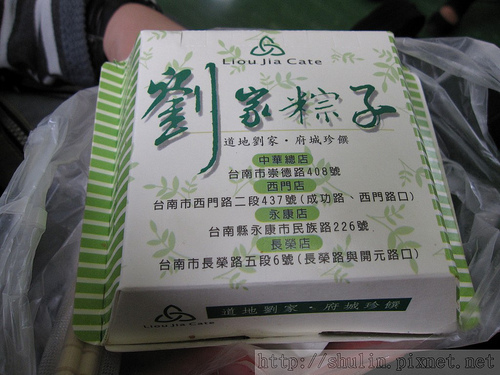 Liou Jia Cate
劉家粽子
道地劉家・府城珍饌
中華總店
台南市崇德路408號
西門店
台南市西門路二段437號(成功路、西門路口)
永康店
台南縣永康市民族路226號
長榮店
台南市長榮路五段6號(長榮路與開元路口)
Liou Jia Cate
道地劉家・府城珍饌
http://shulin.pixnet.net